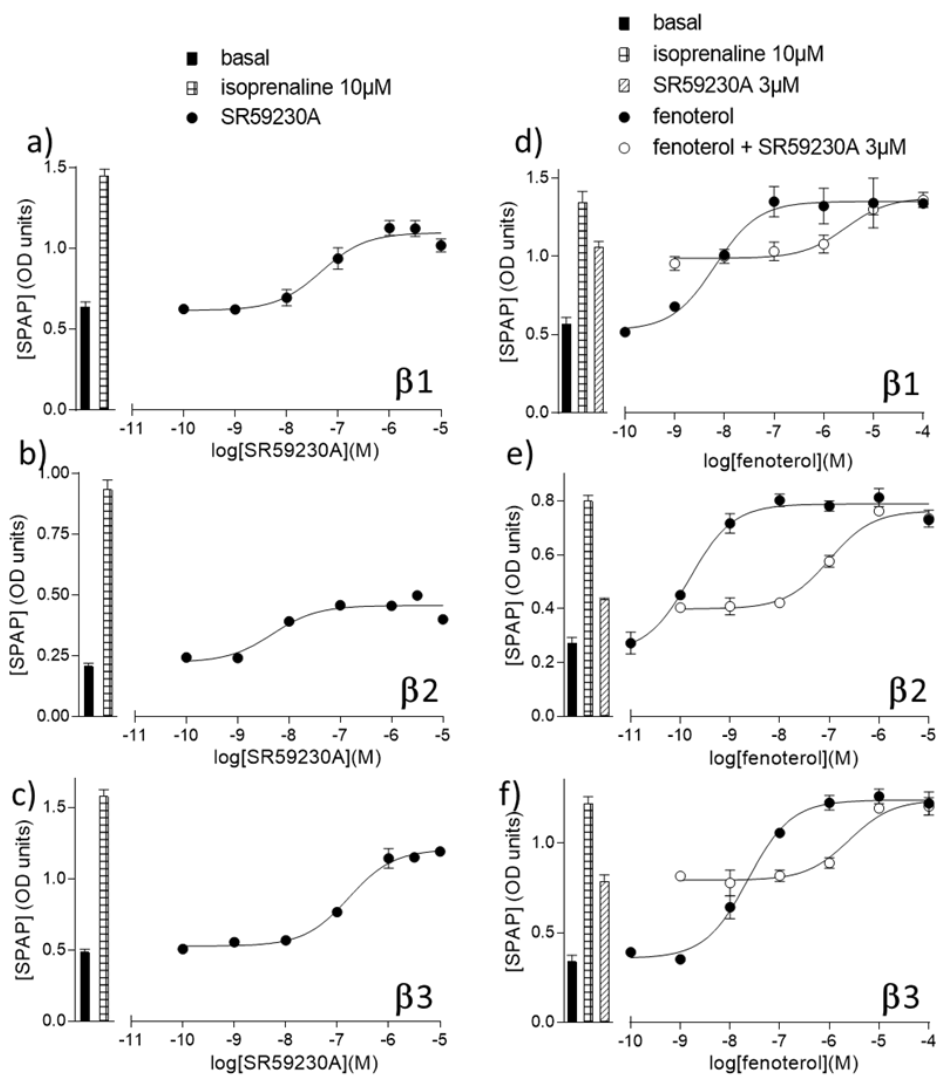 basal
isoprenaline 10µM
SR59230A
basal
isoprenaline 10µM
SR59230A 3µM
fenoterol
fenoterol + SR59230A 3µM
a)
[SPAP] (OD units)
1.5
1.0
0.5
0.0
β1
-11 -10 -9 -8 -7 -6 -5
log[SR59230A](M)
d)
[SPAP] (OD units)
1.5
1.0
0.5
0.0
β1
-10 -9 -8 -7 -6 -5 -4
log[fenoterol](M)
b)
[SPAP] (OD units)
1.00
0.75
0.50
0.25
0.00
β2
-11 -10 -9 -8 -7 -6 -5
log[SR59230A](M)
e)
[SPAP] (OD units)
0.8
0.6
0.4
0.2
0.0
β2
-11 -10 -9 -8 -7 -6 -5
log[fenoterol](M)
c)
[SPAP] (OD units)
1.5
1.0
0.5
0.0
β3
-11 -10 -9 -8 -7 -6 -5
log[SR59230A](M)
f)
[SPAP] (OD units)
1.0
0.5
0.0
β3
-10 -9 -8 -7 -6 -5 -4
log[fenoterol](M)